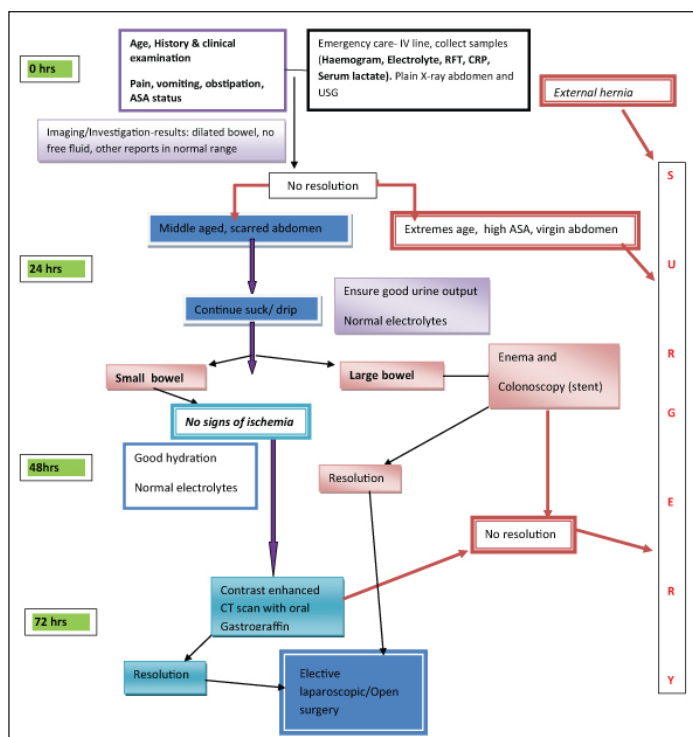 Age, History & clinical
examination
Pain, vomiting, obstipation,
ASA status
Emergency care- IV line, collect samples
(Haemogram, Electrolyte, RFT, CRP,
Serum lactate). Plain X-ray abdomen and
USG
0 hrs
External hernia
Imaging/Investigation-results: dilated bowel, no
free fluid, other reports in normal range
No resolution
Middle aged, scarred abdomen
Extremes age, high ASA, virgin abdomen
24 hrs
Continue suck/ drip
Ensure good urine output
Normal electrolytes
Small bowel
Large bowel
Enema and
Colonoscopy (stent)
No signs of ischemia
48hrs
Good hydration
Normal electrolytes
Resolution
No resolution
Contrast enhanced
CT scan with oral
Gastrograffin
72 hrs
Resolution
Elective
laparoscopic/Open
surgery
S
U
R
G
E
R
Y